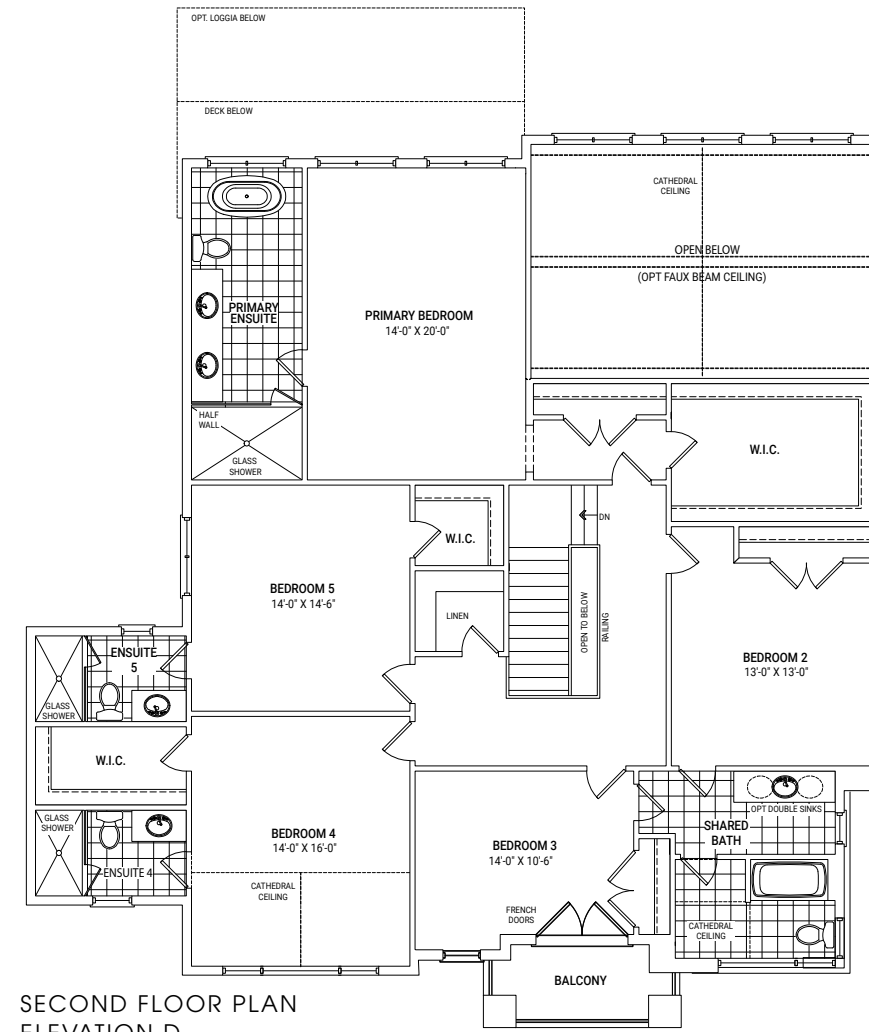 OPT. LOGGIA BELOW
DECK BELOW
CATHEDRAL
CEILING
OPEN BELOW
(OPT FAUX BEAM CEILING)
PRIMARY
ENSUITE
PRIMARY BEDROOM
14'-0" X 20'-0"
HALF
WALL
GLASS
SHOWER
W.I.C.
DN
W.I.C.
BEDROOM 5
14'-0" X 14'-6"
LINEN
OPEN TO BELOW
RAILING
BEDROOM 2
13'-0" X 13'-0"
ENSUITE
5
GLASS
SHOWER
W.I.C.
GLASS
SHOWER
ENSUITE 4
BEDROOM 4
14'-0" X 16'-0"
CATHEDRAL
CEILING
BEDROOM 3
14'-0" X 10'-6"
FRENCH
DOORS
OPT DOUBLE SINKS
SHARED
BATH
CATHEDRAL
CEILING
BALCONY
SECOND FLOOR PLAN
ELEVATION D